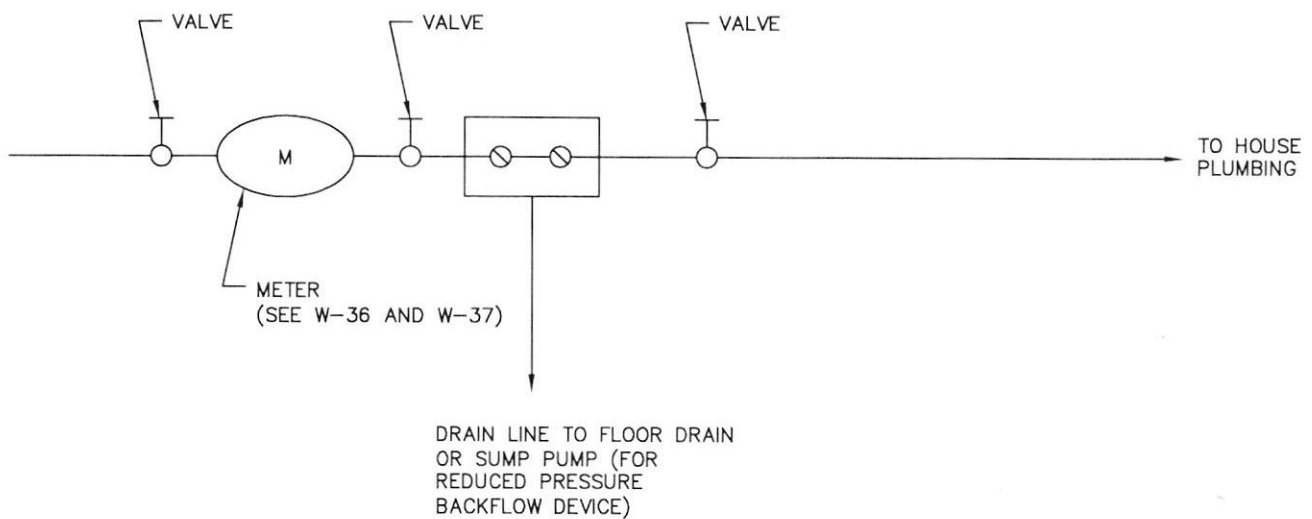 VALVE
VALVE
VALVE
M
TO HOUSE
PLUMBING
METER
(SEE W-36 AND W-37)
DRAIN LINE TO FLOOR DRAIN
OR SUMP PUMP (FOR
REDUCED PRESSURE
BACKFLOW DEVICE)